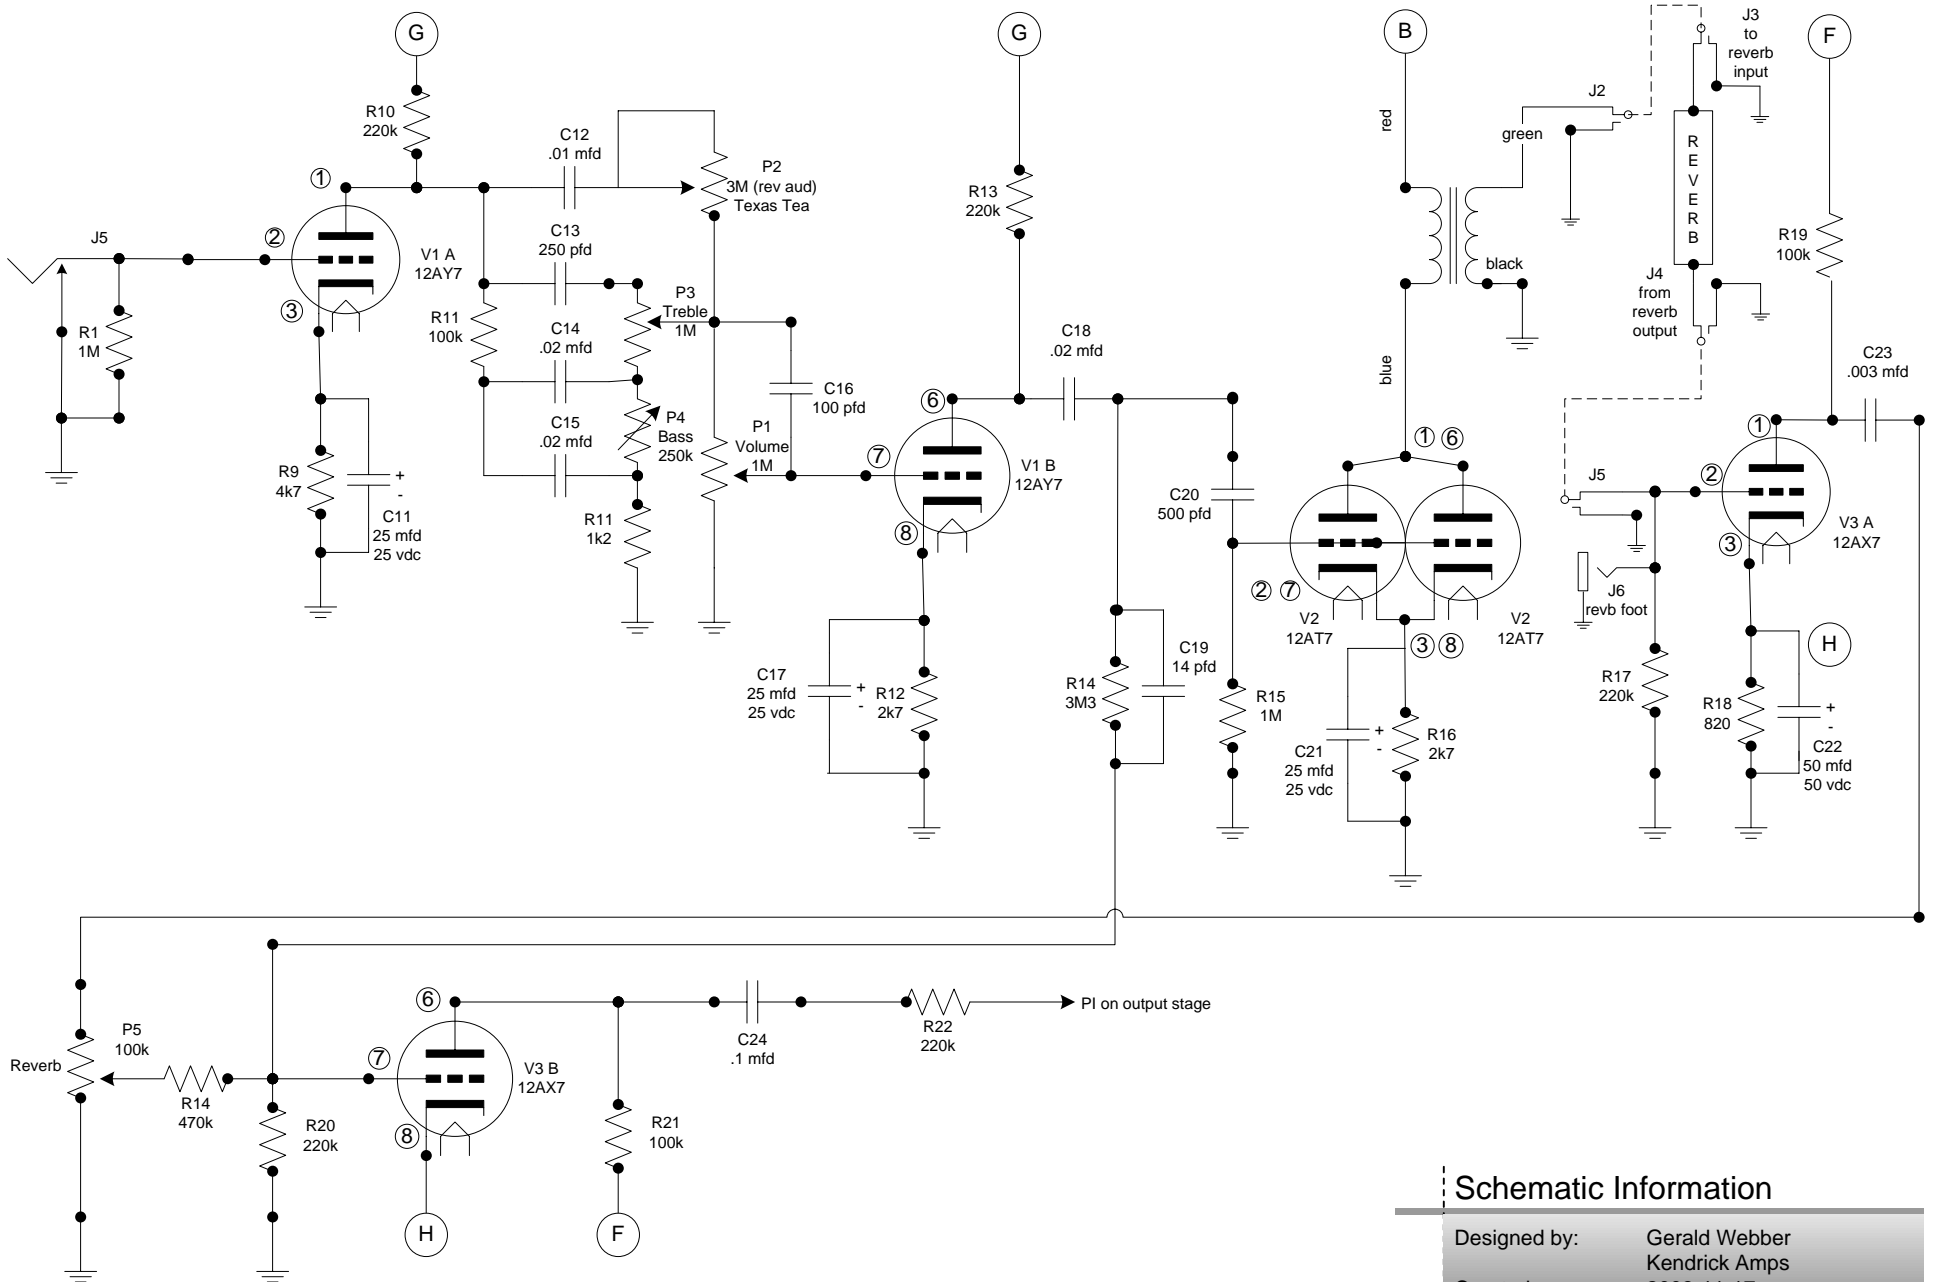 G
G
B
F
R10
220k
C12
.01 mfd
P2
3M (rev aud)
Texas Tea
R13
220k
red
green
J2
J3
to
reverb
input
REVERB
R19
100k
1
2
3
J5
R1
1M
V1 A
12AY7
C13
250 pfd
R11
100k
P3
Treble
1M
C14
.02 mfd
C15
.02 mfd
P4
Bass
250k
R11
1k2
C16
100 pfd
P1
Volume
1M
R9
4k7
+
-
C11
25 mfd
25 vdc
6
7
8
V1 B
12AY7
C18
.02 mfd
C17
25 mfd
25 vdc
+
-
R12
2k7
R14
3M3
C19
14 pfd
C20
500 pfd
R15
1M
black
blue
1 6
2 7
3 8
V2
12AT7
V2
12AT7
C21
25 mfd
25 vdc
+
-
R16
2k7
J4
from
reverb
output
J5
J6
revb foot
C23
.003 mfd
1
2
3
V3 A
12AX7
H
R17
220k
R18
820
+
-
C22
50 mfd
50 vdc
Reverb
P5
100k
R14
470k
R20
220k
6
7
8
V3 B
12AX7
H
R21
100k
F
C24
.1 mfd
R22
220k
PI on output stage
Schematic Information
Designed by: Gerald Webber
Kendrick Amps